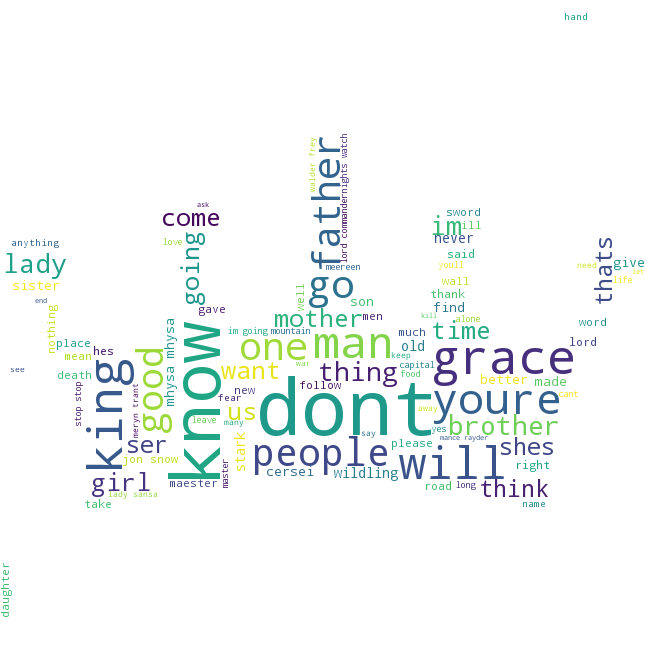 hand
walder frey
father
lord commander
nights watch
ask
come
sword
im
ill
never
love
anything
lady
sister
end
going
said
thats
give
youll
need
let
meereen
go
wall
life
thank
son
well
gave
men
find
mother
word
alone
kill
time
nothing
place
mean
hes
mhysa mhysa
im going
mountain
one
man
much
old
lord
war
keep
capital
grace
see
death
king
good
know
want
thing
food
better
made
stop stop
meryn trant
new
fear
follow
dont
youre
cant
away
us
leave
many
say
yes
brother
ser
stark
people
please
mance rayder
shes
jon snow
will
right
cersei
wildling
girl
maester
master
road
long
think
lady sansa
take
name
daughter